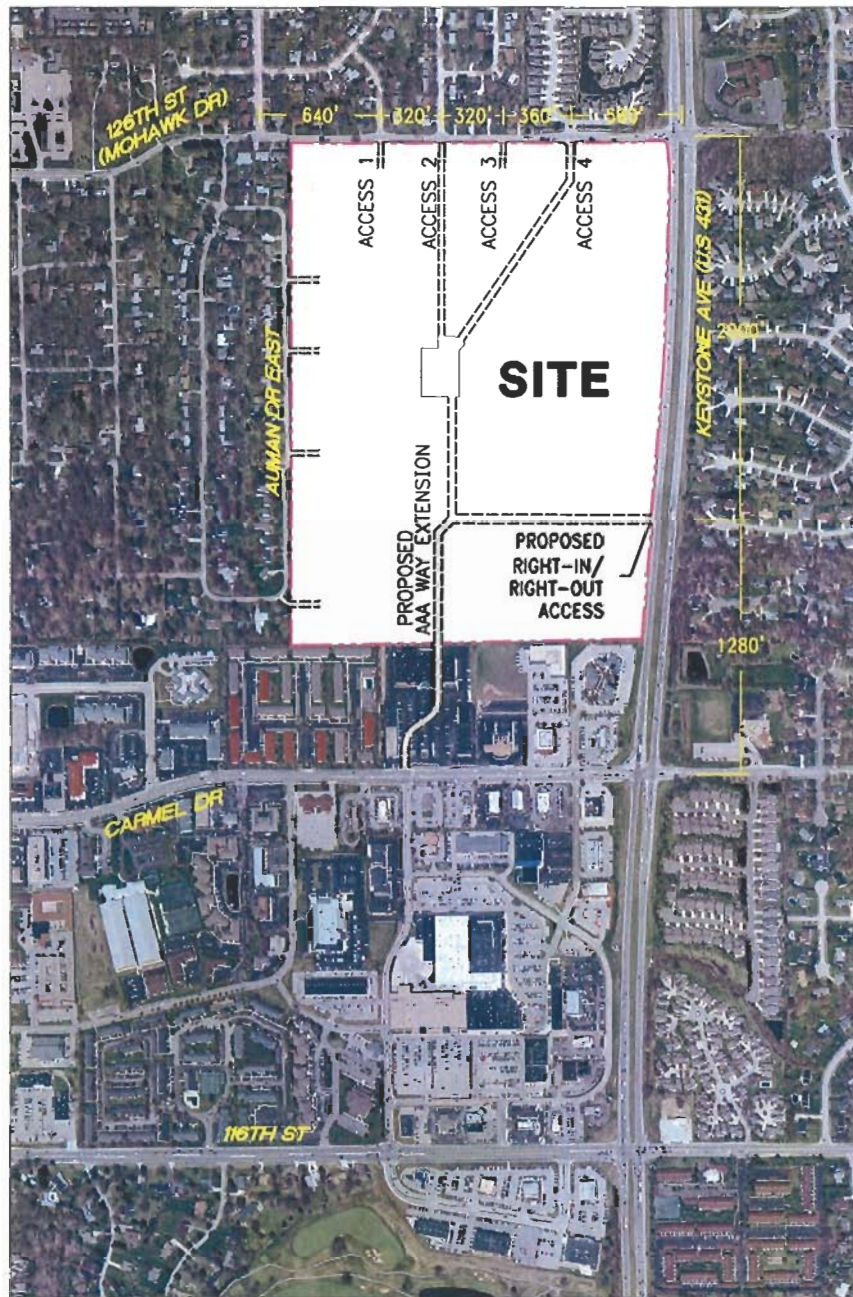 126TH ST
(MOHAWK DR)
640'
320'
320'
360'
ACCESS 1
ACCESS 2
ACCESS 3
ACCESS 4
AUMAN DR EAST
KEYSTONE AVE (U.S 431)
SITE
PROPOSED
AAA WAY EXTENSION
PROPOSED
RIGHT-IN/
RIGHT-OUT
ACCESS
1280'
CARMEL DR
116TH ST